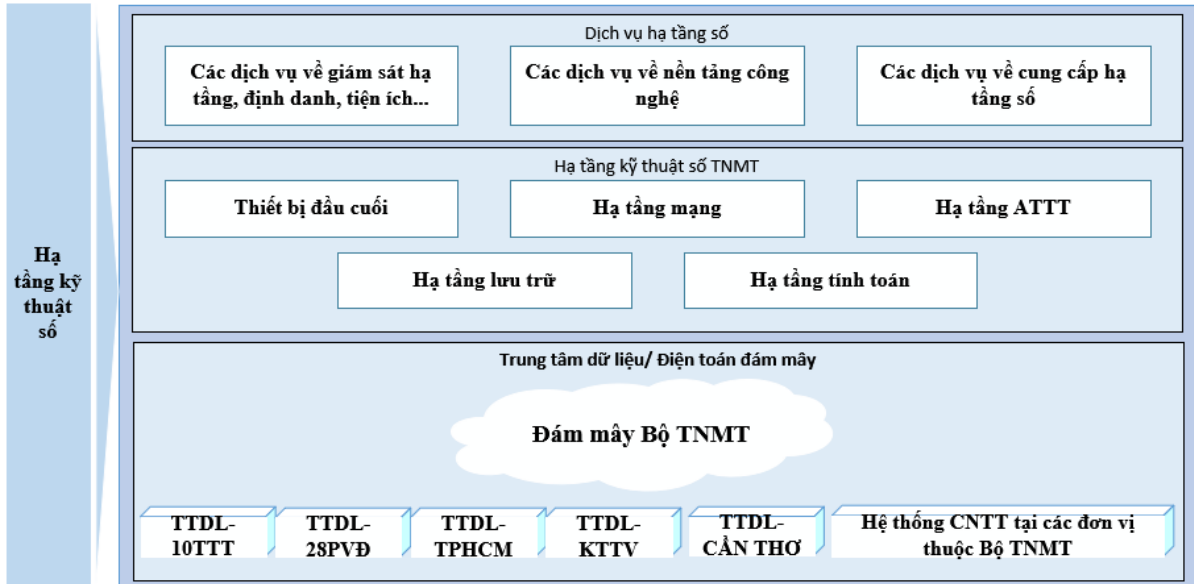 Hạ
tầng kỹ
thuật
số
Dịch vụ hạ tầng số
Các dịch vụ về giám sát hạ
tầng, định danh, tiện ích...
Các dịch vụ về nền tảng công
nghệ
Các dịch vụ về cung cấp hạ
tầng số
Hạ tầng kỹ thuật số TNMT
Thiết bị đầu cuối
Hạ tầng mạng
Hạ tầng ATTT
Hạ tầng lưu trữ
Hạ tầng tính toán
Trung tâm dữ liệu/ Điện toán đám mây
Đám mây Bộ TNMT
TTDL-
10TTT
TTDL-
28PVĐ
TTDL-
TPHCM
TTDL-
KTTV
TTDL-
CẦN THƠ
Hệ thống CNTT tại các đơn vị
thuộc Bộ TNMT